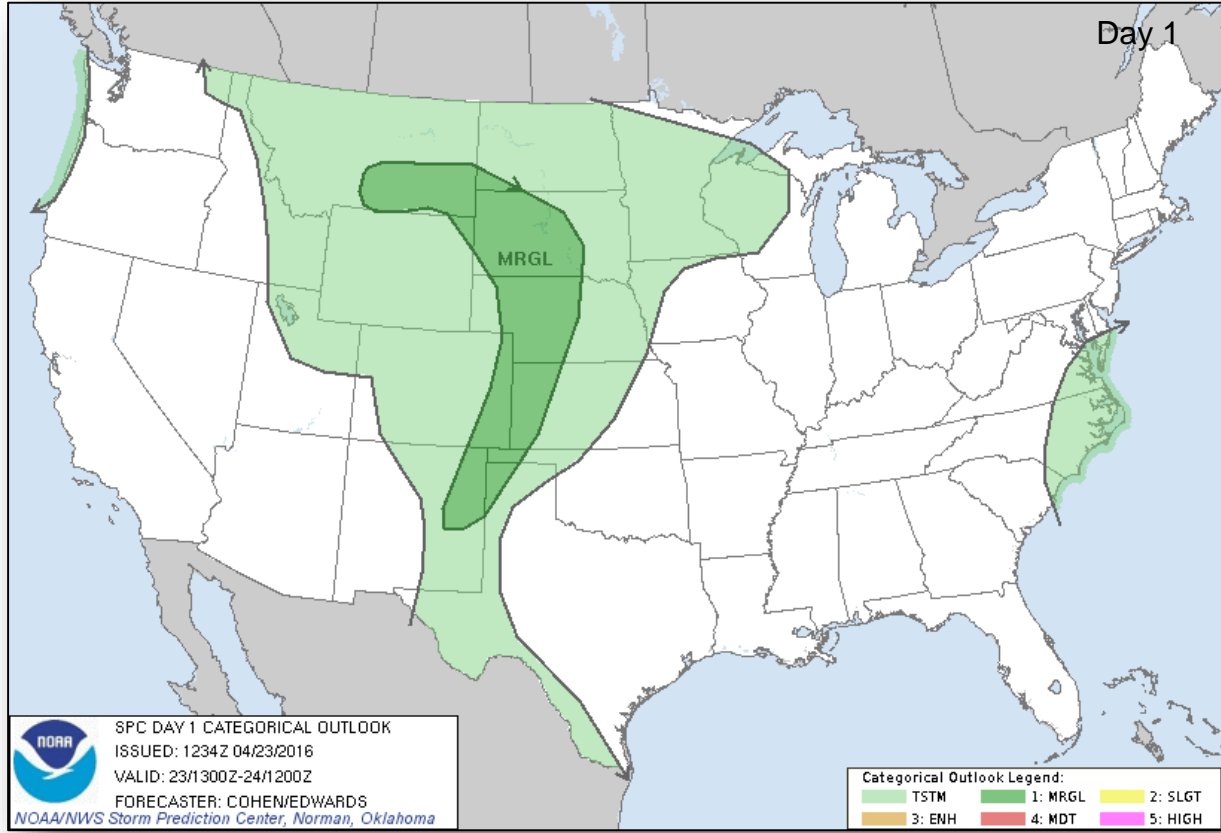 Day 1
MRGL
NOAA
SPC DAY 1 CATEGORICAL OUTLOOK
ISSUED: 1234Z 04/23/2016
VALID: 23/1300Z-24/1200Z
FORECASTER: COHEN/EDWARDS
NOAA/NWS Storm Prediction Center, Norman, Oklahoma
Categorical Outlook Legend:
TSTM 1: MRGL 2: SLGT
3: ENH 4: MDT 5: HIGH